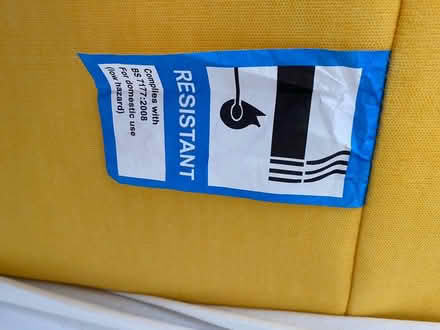 RESISTANT
Complies with
BS 7177:2008
For domestic use
(low hazard)